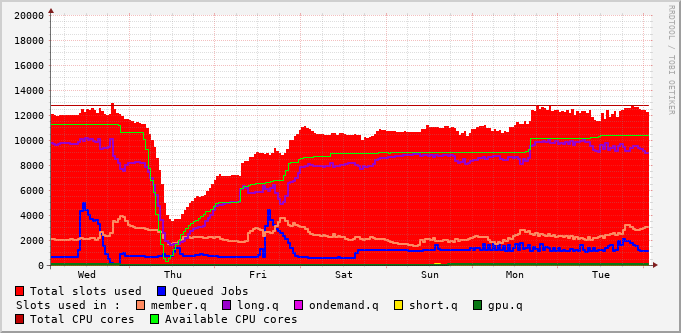 RRDTOOL / TOBI OETIKER
20000
18000
16000
14000
12000
10000
8000
6000
4000
2000
0
Wed Thu Fri Sat Sun Mon Tue
Total slots used Queued Jobs
Slots used in : member.q long.q ondemand.q short.q gpu.q
Total CPU cores Available CPU cores